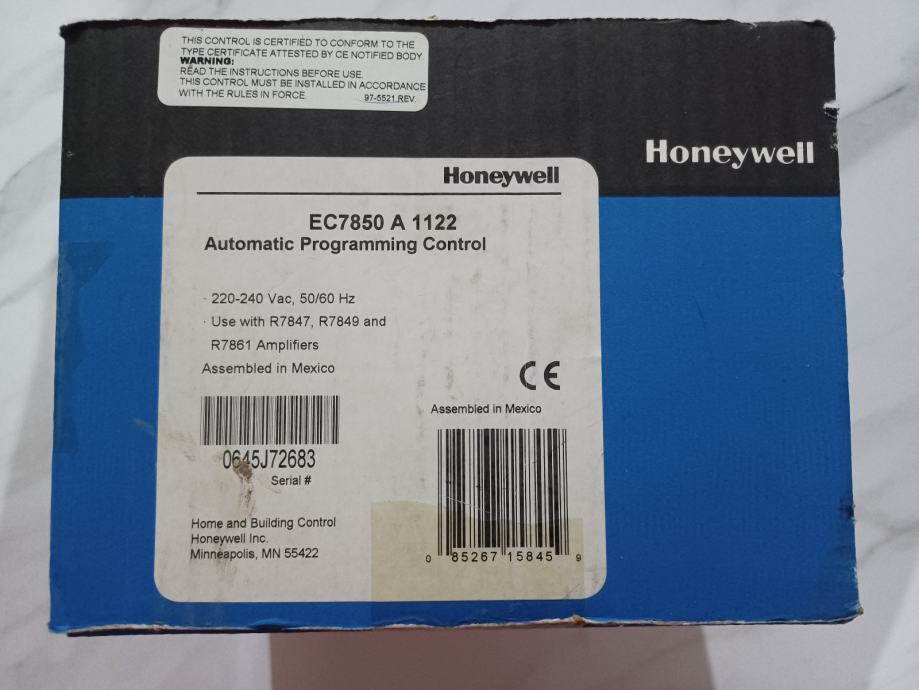 THIS CONTROL IS CERTIFIED TO CONFORM TO THE
TYPE CERTIFICATE ATTESTED BY CE NOTIFIED BODY.
WARNING:
READ THE INSTRUCTIONS BEFORE USE.
THIS CONTROL MUST BE INSTALLED IN ACCORDANCE
WITH THE RULES IN FORCE.
97-5521 REV.
Honeywell
Honeywell
EC7850 A 1122
Automatic Programming Control
· 220-240 Vac, 50/60 Hz
· Use with R7847, R7849 and
R7861 Amplifiers
Assembled in Mexico
CE
Assembled in Mexico
0645J72683
Serial #
Home and Building Control
Honeywell Inc.
Minneapolis, MN 55422
0 85267 15845 9